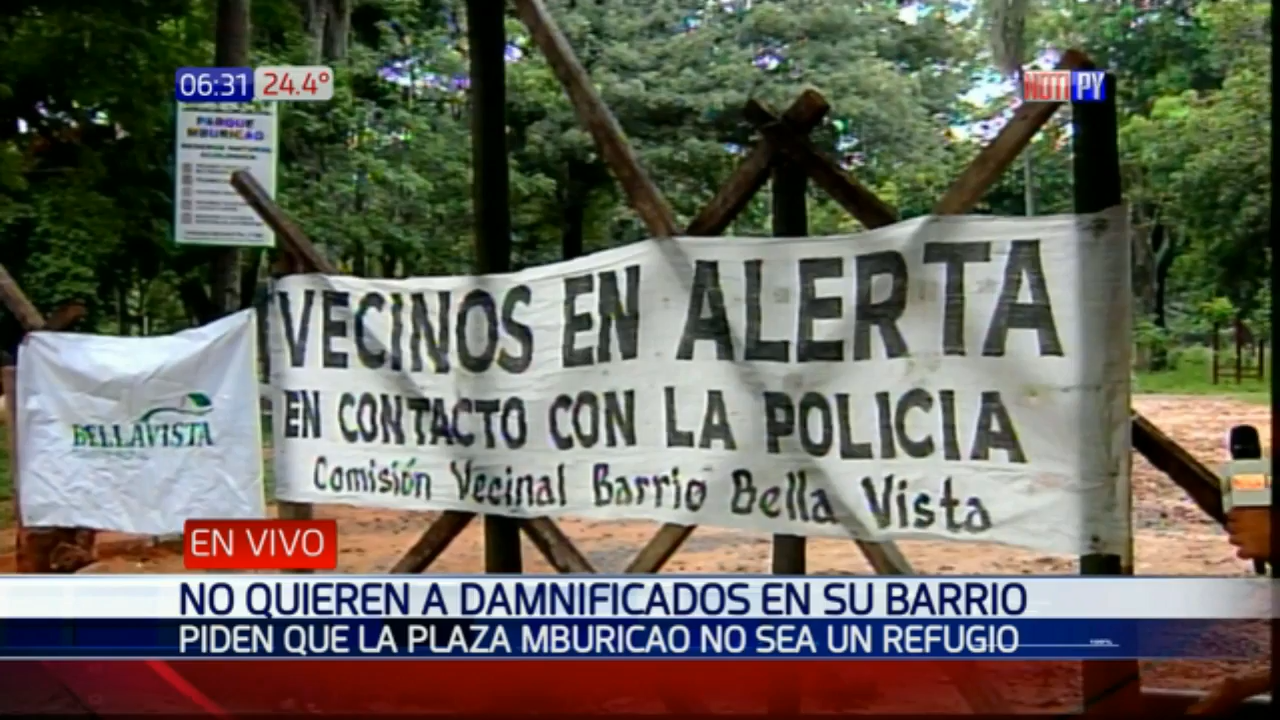 06:31 24.4°
NOTI PY
PARQUE
MBURICAO
VECINOS EN ALERTA
EN CONTACTO CON LA POLICIA
Comisión Vecinal Barrio Bella Vista
BELLAVISTA
EN VIVO
NO QUIEREN A DAMNIFICADOS EN SU BARRIO
PIDEN QUE LA PLAZA MBURICAO NO SEA UN REFUGIO